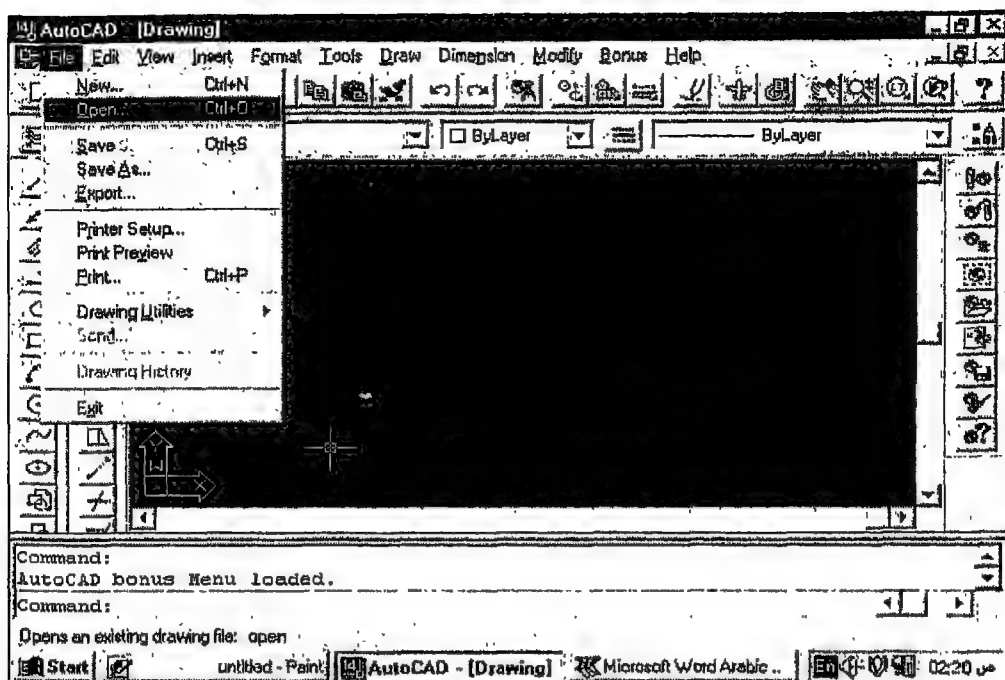 AutoCAD - [Drawing]
File Edit View Insert Format Tools Draw Dimension Modify Bonus Help
New... Ctrl+N
Open... Ctrl+O
Save Ctrl+S
Save As...
Export...
Printer Setup...
Print Preview
Print... Ctrl+P
Drawing Utilities
Send...
Drawing History
Exit
ByLayer
ByLayer
Y
W
X
Command:
AutoCAD bonus Menu loaded.
Command:
Opens an existing drawing file: open
Start untitled - Paint AutoCAD - [Drawing] Microsoft Word Arabic .. En 02:20 ص